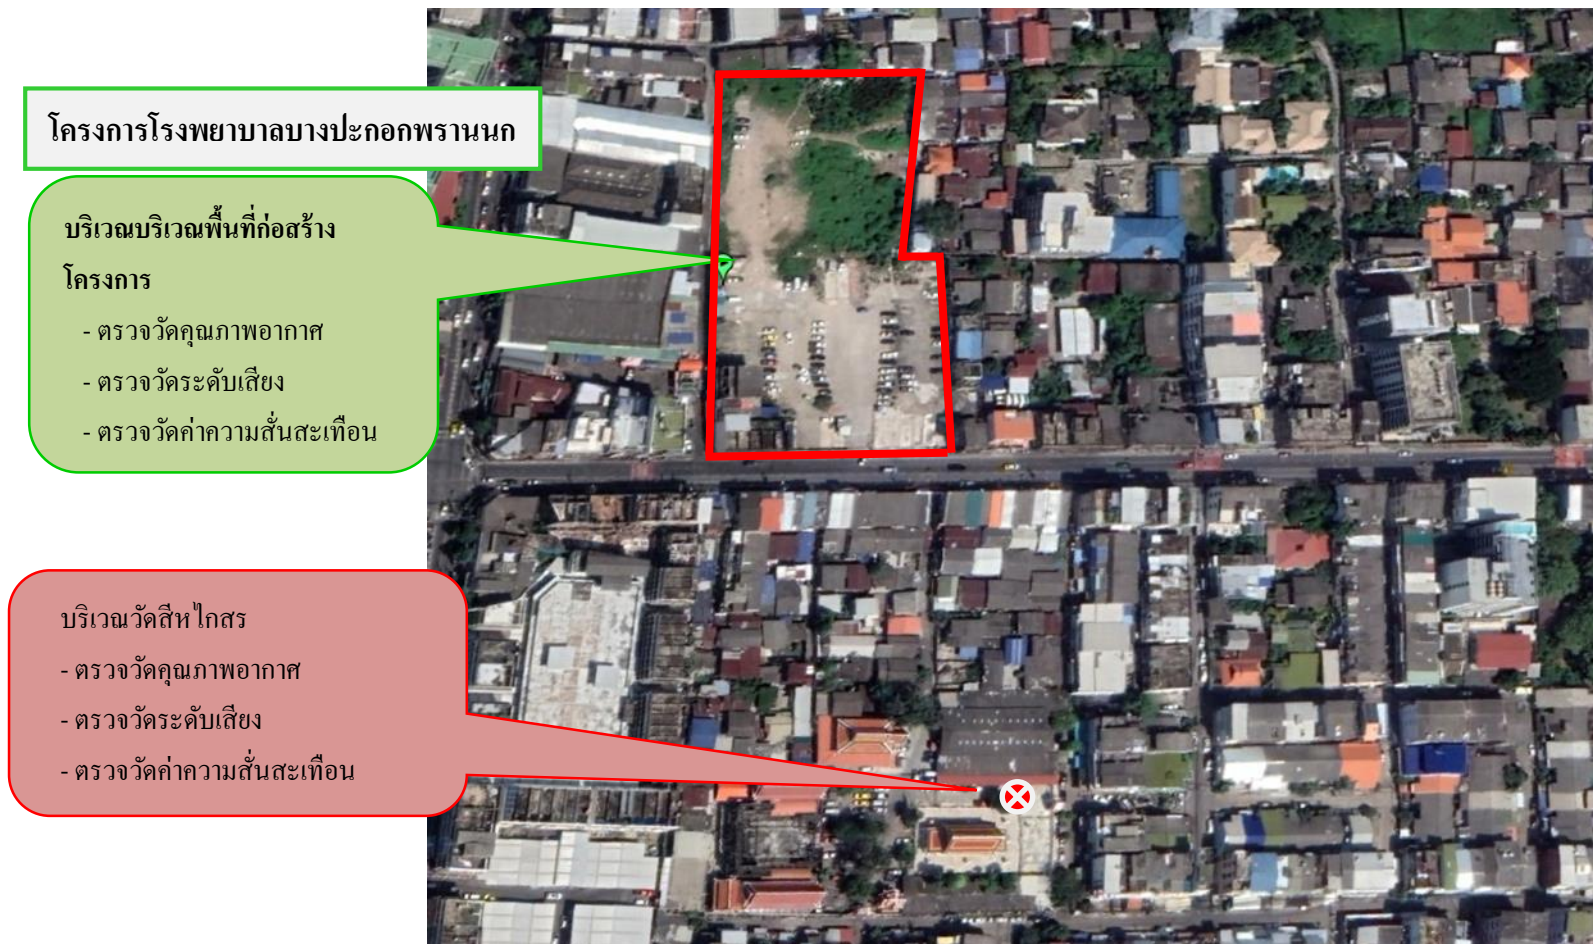 โครงการโรงพยาบาลบางปะกอกพรานนก
บริเวณบริเวณพื้นที่ก่อสร้าง
โครงการ
- ตรวจวัดคุณภาพอากาศ
- ตรวจวัดระดับเสียง
- ตรวจวัดค่าความสั่นสะเทือน
บริเวณวัดสีหไกสร
- ตรวจวัดคุณภาพอากาศ
- ตรวจวัดระดับเสียง
- ตรวจวัดค่าความสั่นสะเทือน